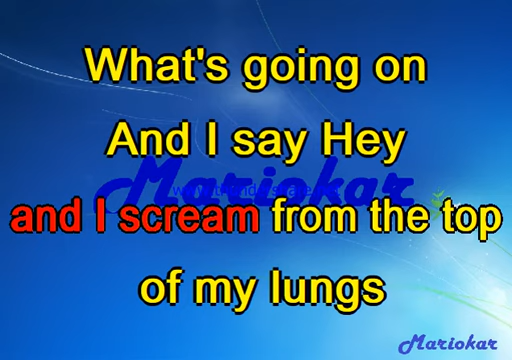 What's going on
And I say Hey
Mariokar
and I scream from the top
of my lungs
Mariokar